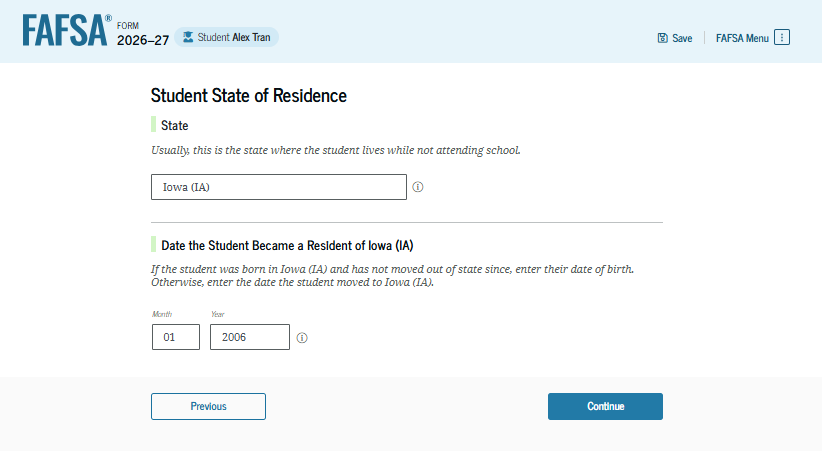 FAFSA® FORM
2026–27
Student Alex Tran
Save
FAFSA Menu
Student State of Residence
State
Usually, this is the state where the student lives while not attending school.
Iowa (IA)
Date the Student Became a Resident of Iowa (IA)
If the student was born in Iowa (IA) and has not moved out of state since, enter their date of birth.
Otherwise, enter the date the student moved to Iowa (IA).
Month Year
01 2006
Previous
Continue